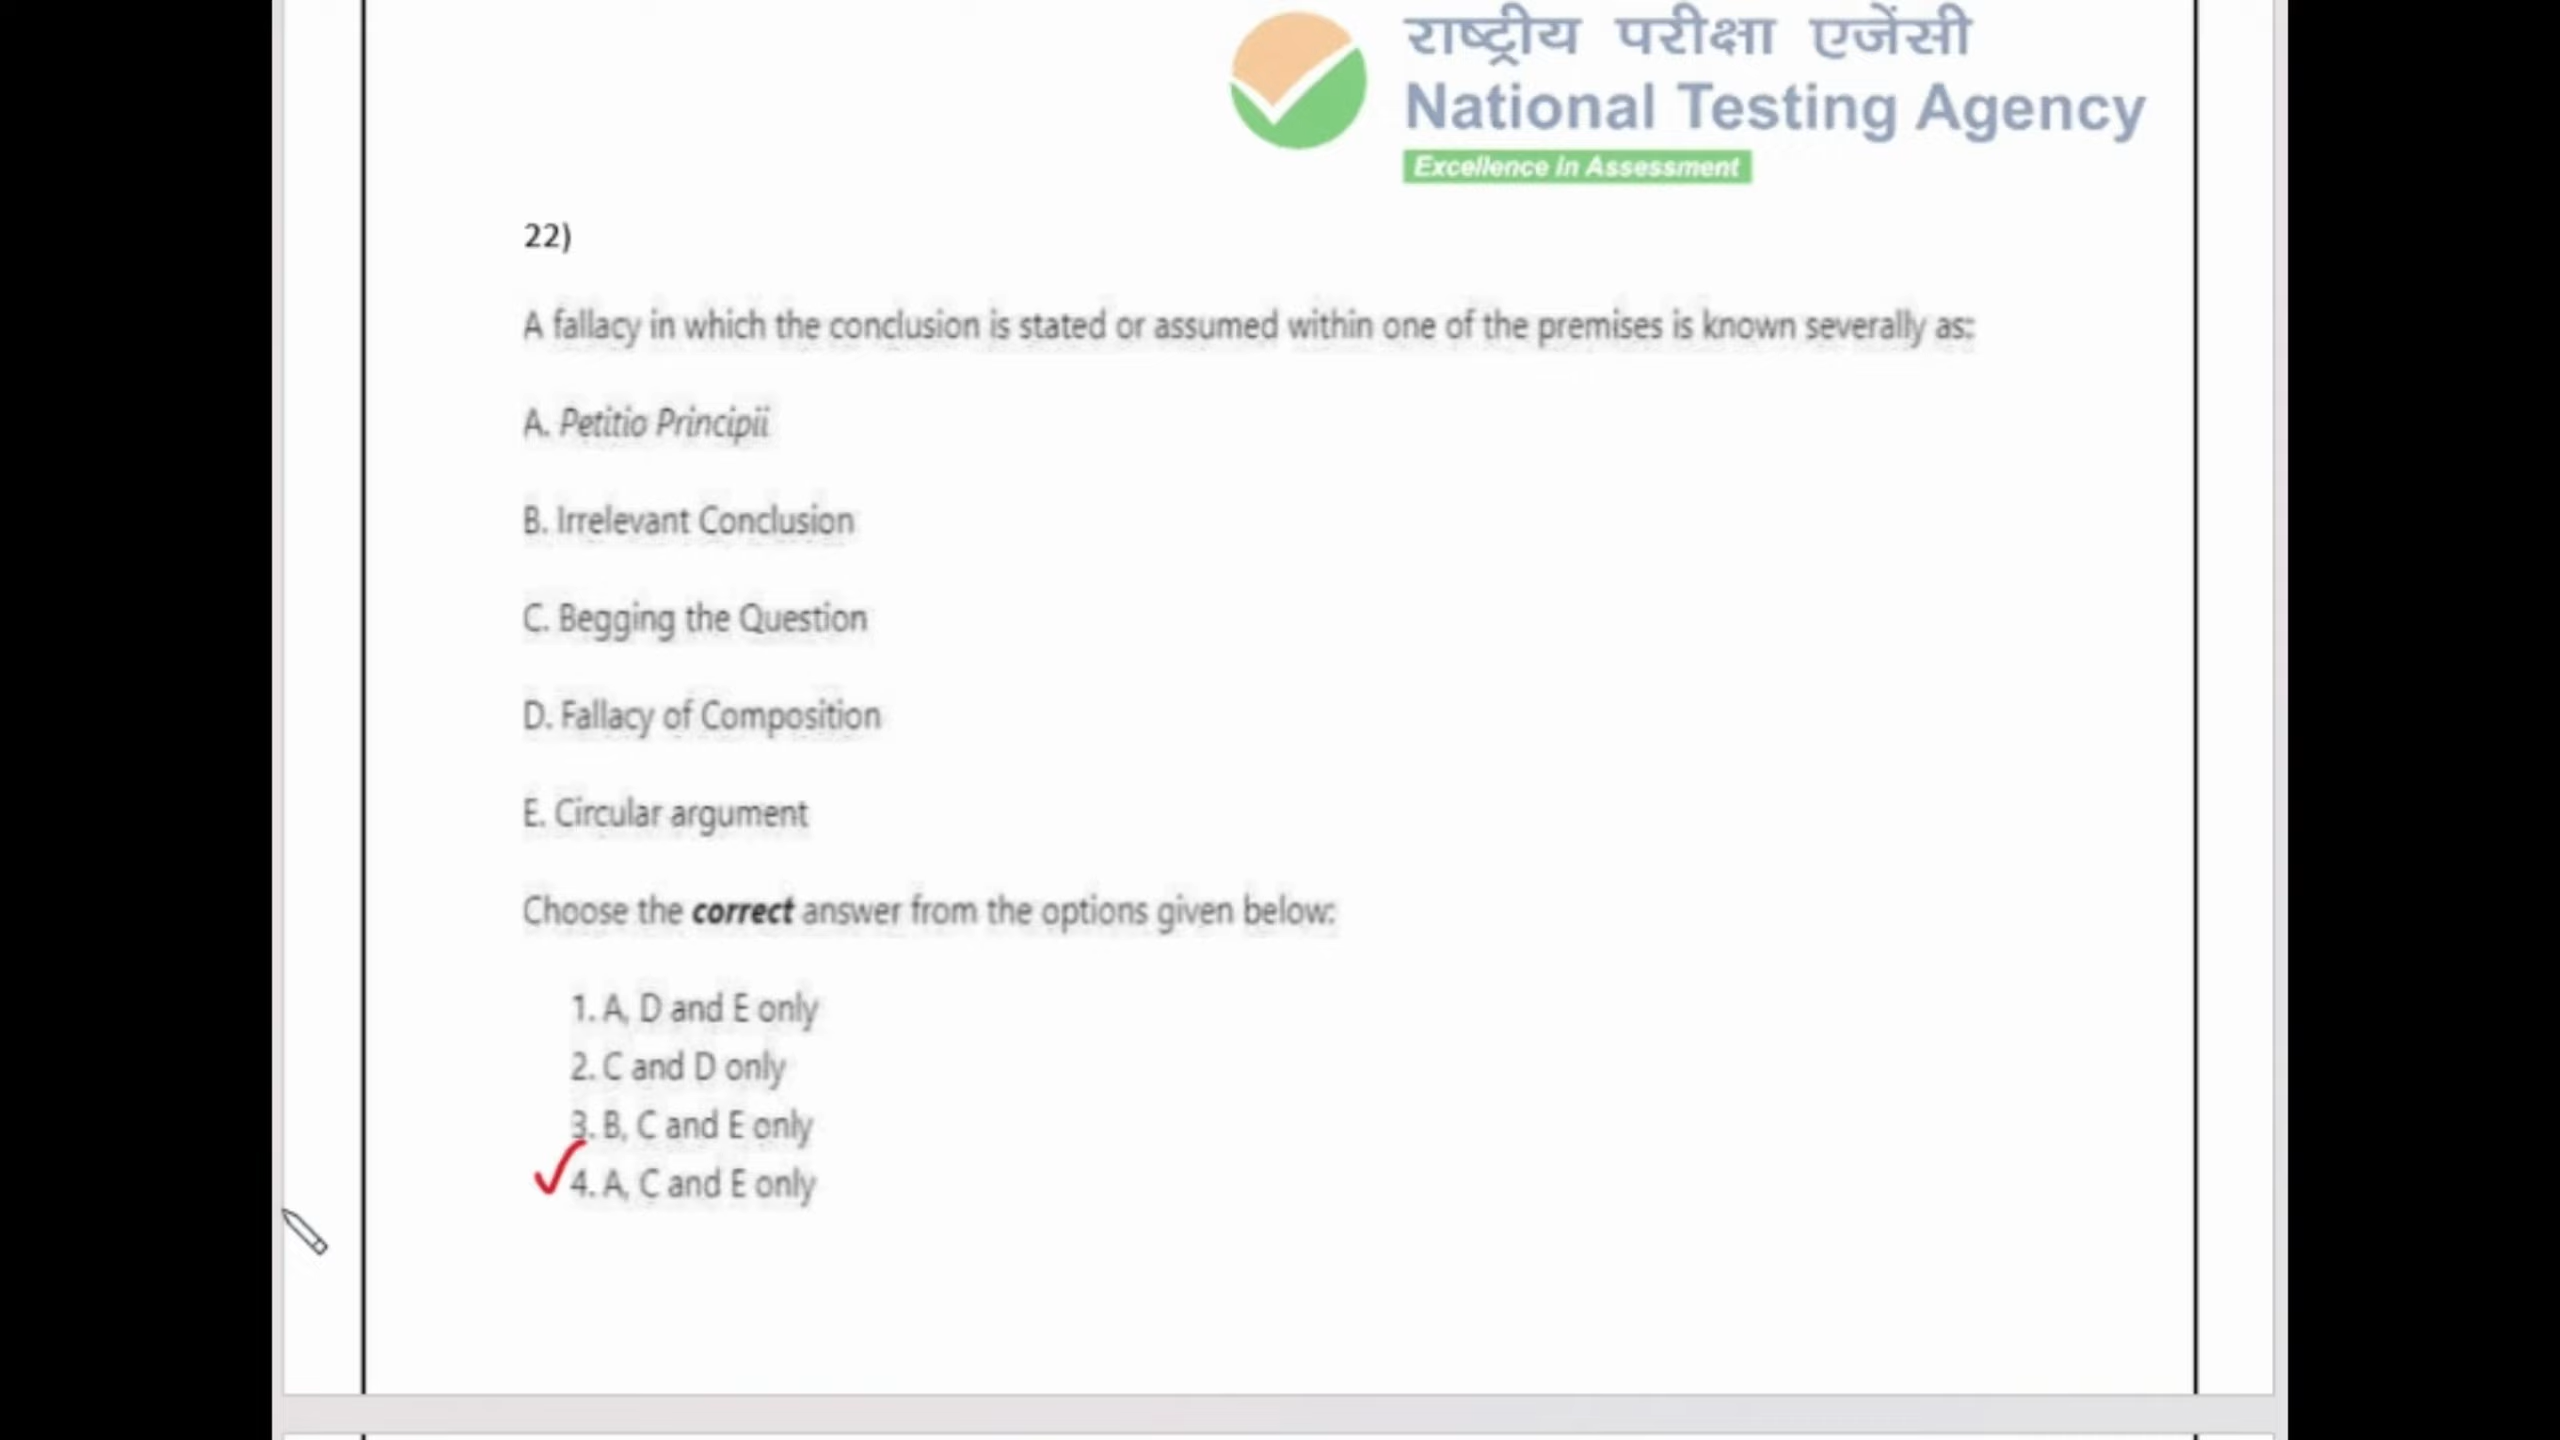 राष्ट्रीय परीक्षा एजेंसी
National Testing Agency
Excellence in Assessment
22)
A fallacy in which the conclusion is stated or assumed within one of the premises is known severally as:
A. Petitio Principii
B. Irrelevant Conclusion
C. Begging the Question
D. Fallacy of Composition
E. Circular argument
Choose the correct answer from the options given below:
1. A, D and E only
2. C and D only
3. B, C and E only
4. A, C and E only